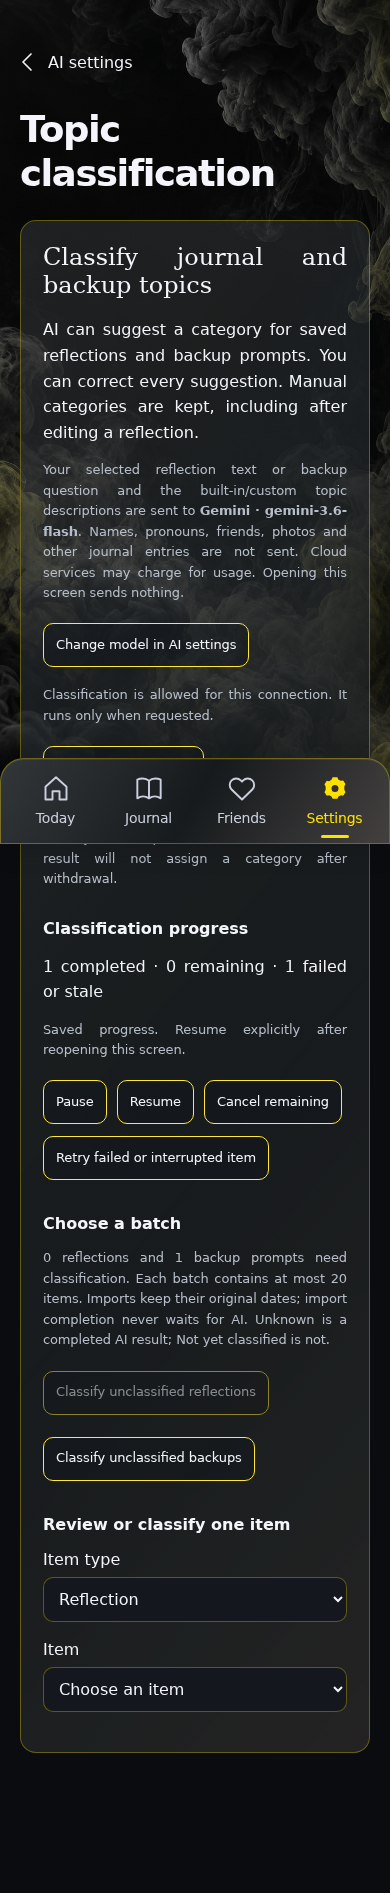 AI settings
Topic
classification
Classify journal and
backup topics
AI can suggest a category for saved
reflections and backup prompts. You
can correct every suggestion. Manual
categories are kept, including after
editing a reflection.
Your selected reflection text or backup
question and the built-in/custom topic
descriptions are sent to Gemini · gemini-3.6-
flash. Names, pronouns, friends, photos and
other journal entries are not sent. Cloud
services may charge for usage. Opening this
screen sends nothing.
Change model in AI settings
Classification is allowed for this connection. It
runs only when requested.
Today
Journal
Friends
Settings
result will not assign a category after
withdrawal.
Classification progress
1 completed · 0 remaining · 1 failed
or stale
Saved progress. Resume explicitly after
reopening this screen.
Pause
Resume
Cancel remaining
Retry failed or interrupted item
Choose a batch
0 reflections and 1 backup prompts need
classification. Each batch contains at most 20
items. Imports keep their original dates; import
completion never waits for AI. Unknown is a
completed AI result; Not yet classified is not.
Classify unclassified reflections
Classify unclassified backups
Review or classify one item
Item type
Reflection
Item
Choose an item